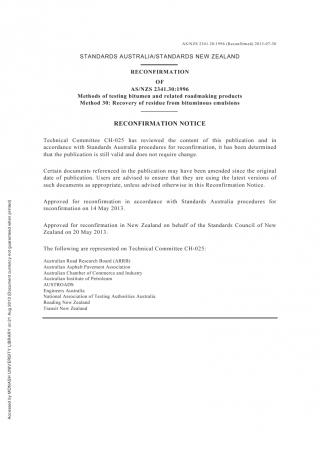 AS/NZS 2341.30:1996 (Reconfirmed) 2013-07-30
STANDARDS AUSTRALIA/STANDARDS NEW ZEALAND
RECONFIRMATION
OF
AS/NZS 2341.30:1996
Methods of testing bitumen and related roadmaking products
Method 30: Recovery of residue from bituminous emulsions
RECONFIRMATION NOTICE
Technical Committee CH-025 has reviewed the content of this publication and in
accordance with Standards Australia procedures for reconfirmation, it has been determined
that the publication is still valid and does not require change.
Certain documents referenced in the publication may have been amended since the original
date of publication. Users are advised to ensure that they are using the latest versions of
such documents as appropriate, unless advised otherwise in this Reconfirmation Notice.
Approved for reconfirmation in accordance with Standards Australia procedures for
reconfirmation on 14 May 2013.
Approved for reconfirmation in New Zealand on behalf of the Standards Council of New
Zealand on 20 May 2013.
The following are represented on Technical Committee CH-025:
Australian Road Research Board (ARRB)
Australian Asphalt Pavement Association
Australian Chamber of Commerce and Industry
Australian Institute of Petroleum
AUSTROADS
Engineers Australia
National Association of Testing Authorities Australia
Roading New Zealand
Transit New Zealand
Accessed by MONASH UNIVERSITY LIBRARY on 21 Aug 2013 (Document currency not guaranteed when printed)